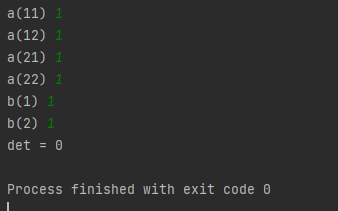 a(11) 1
a(12) 1
a(21) 1
a(22) 1
b(1) 1
b(2) 1
det = 0
Process finished with exit code 0